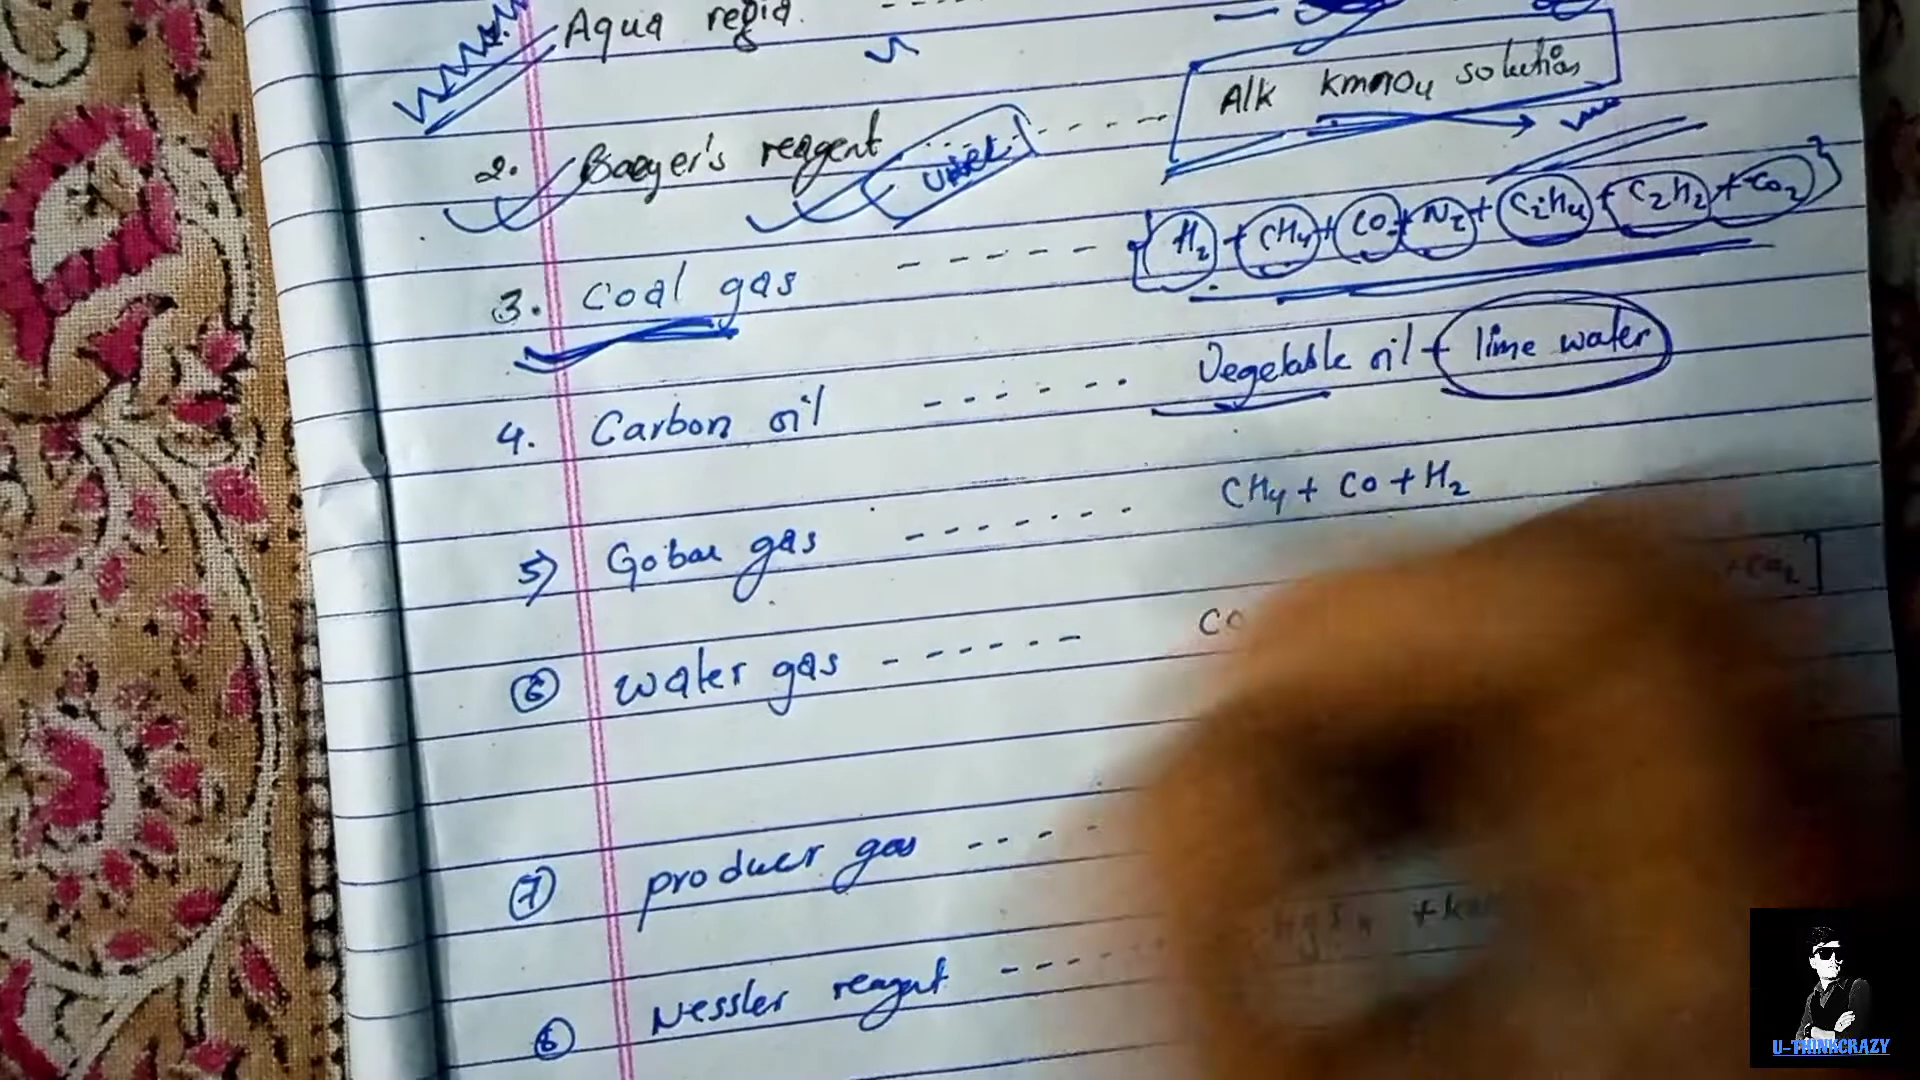 Aqua regia. ------
2. Baeyer's reagent ------ Alk KMnO4 solution
3. Coal gas ------ {H2 + CH4 + CO + N2 + C2H4 + C2H2 + CO2}
4. Carbon oil ------ Vegetable oil + lime water
5) Gobar gas ------- CH4 + CO + H2
6 water gas ------ CO + CO2]
7 producer gas ----
8 Nessler reagent -----
U-THINKCRAZY